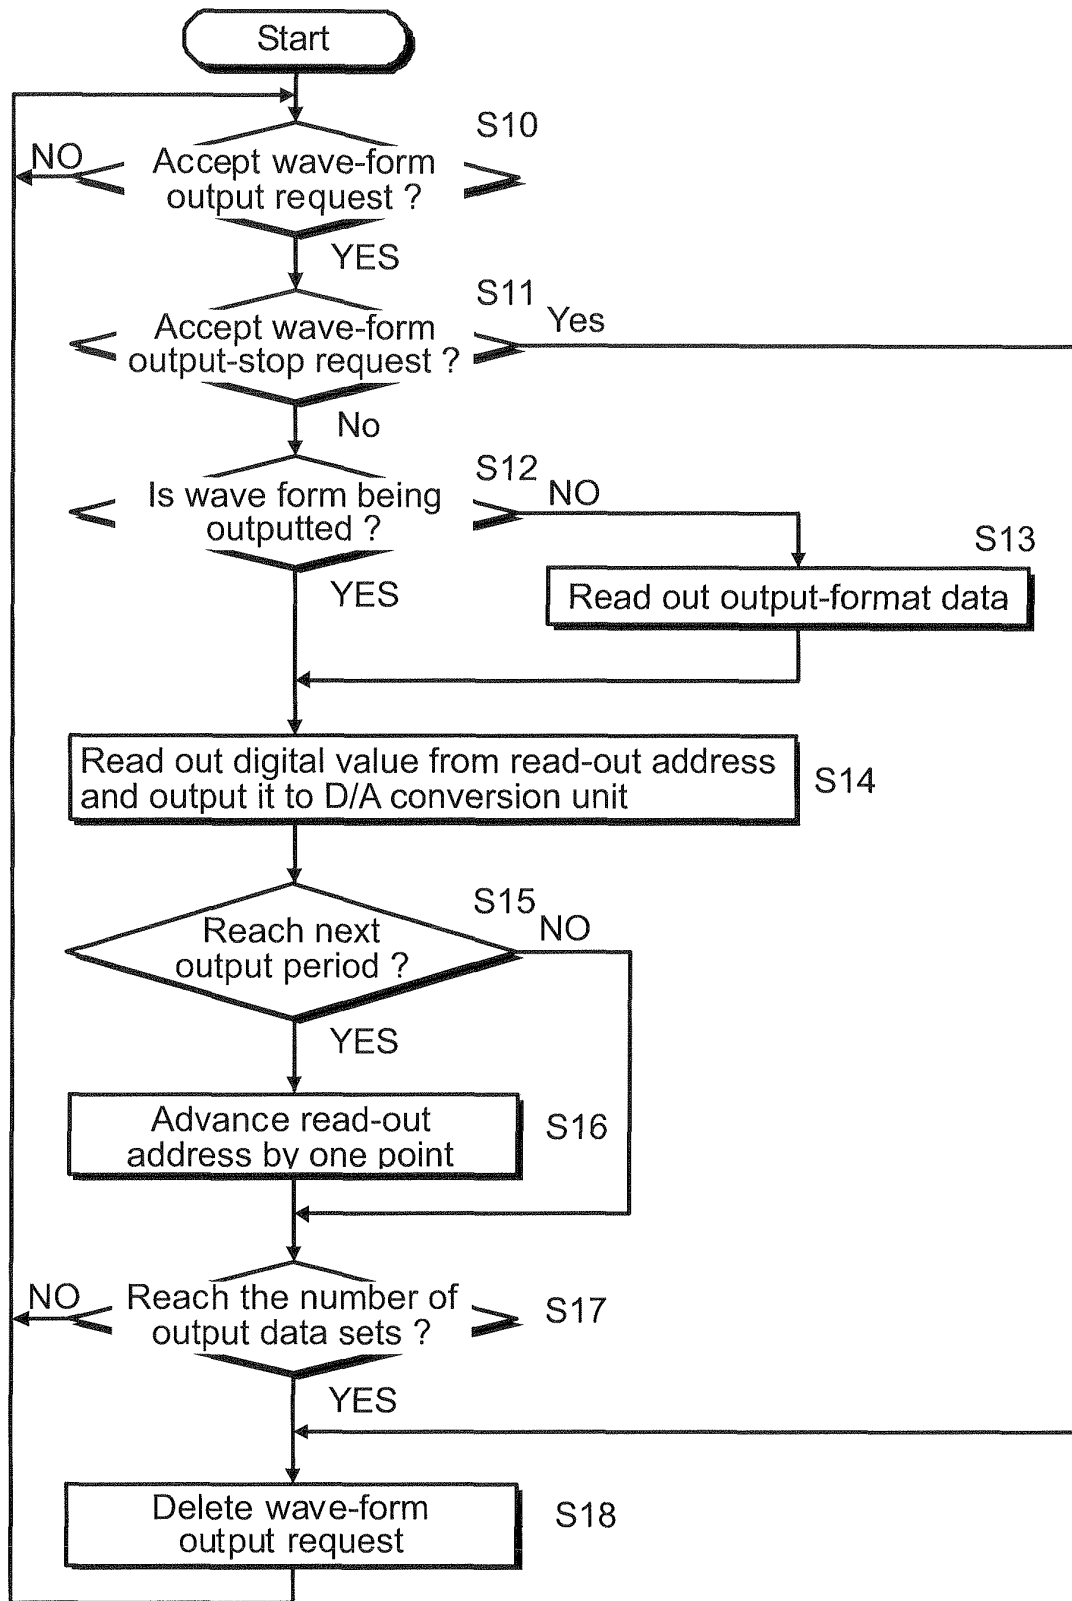 Start
S10
NO
Accept wave-form
output request ?
YES
S11
Yes
Accept wave-form
output-stop request ?
No
S12
NO
Is wave form being
outputted ?
YES
S13
Read out output-format data
Read out digital value from read-out address
and output it to D/A conversion unit
S14
S15
NO
Reach next
output period ?
YES
Advance read-out
address by one point
S16
NO
Reach the number of
output data sets ?
S17
YES
Delete wave-form
output request
S18